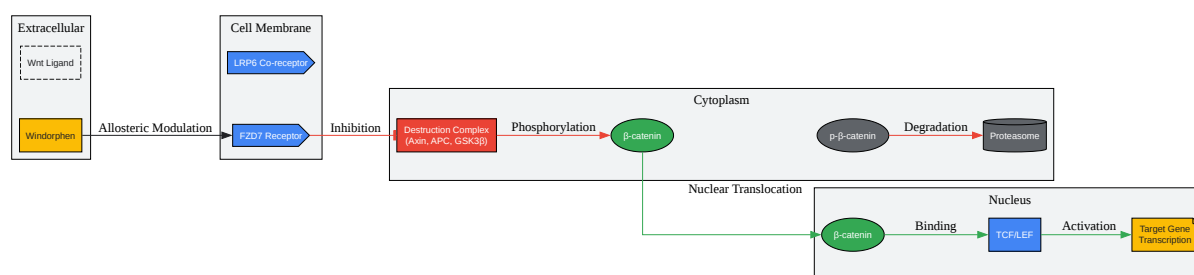 Extracellular
Wnt Ligand
Windorphen
Allosteric Modulation
Cell Membrane
LRP6 Co-receptor
FZD7 Receptor
Inhibition
Cytoplasm
Destruction Complex
(Axin, APC, GSK3β)
Phosphorylation
β-catenin
p-β-catenin
Degradation
Proteasome
Nuclear Translocation
Nucleus
β-catenin
Binding
TCF/LEF
Activation
Target Gene
Transcription